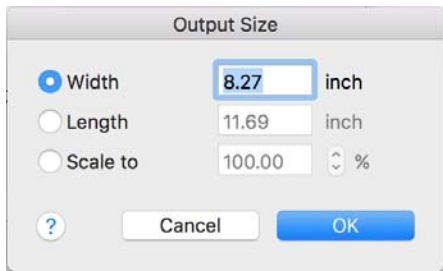 Output Size
Width 8.27 inch
Length 11.69 inch
Scale to 100.00 %
? Cancel OK